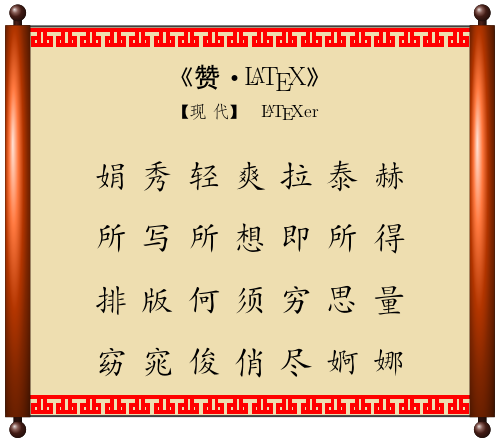 《赞·LATEX》
【现 代】 LATEXer
娟秀轻爽拉泰赫
所写所想即所得
排版何须穷思量
窈窕俊俏尽婀娜